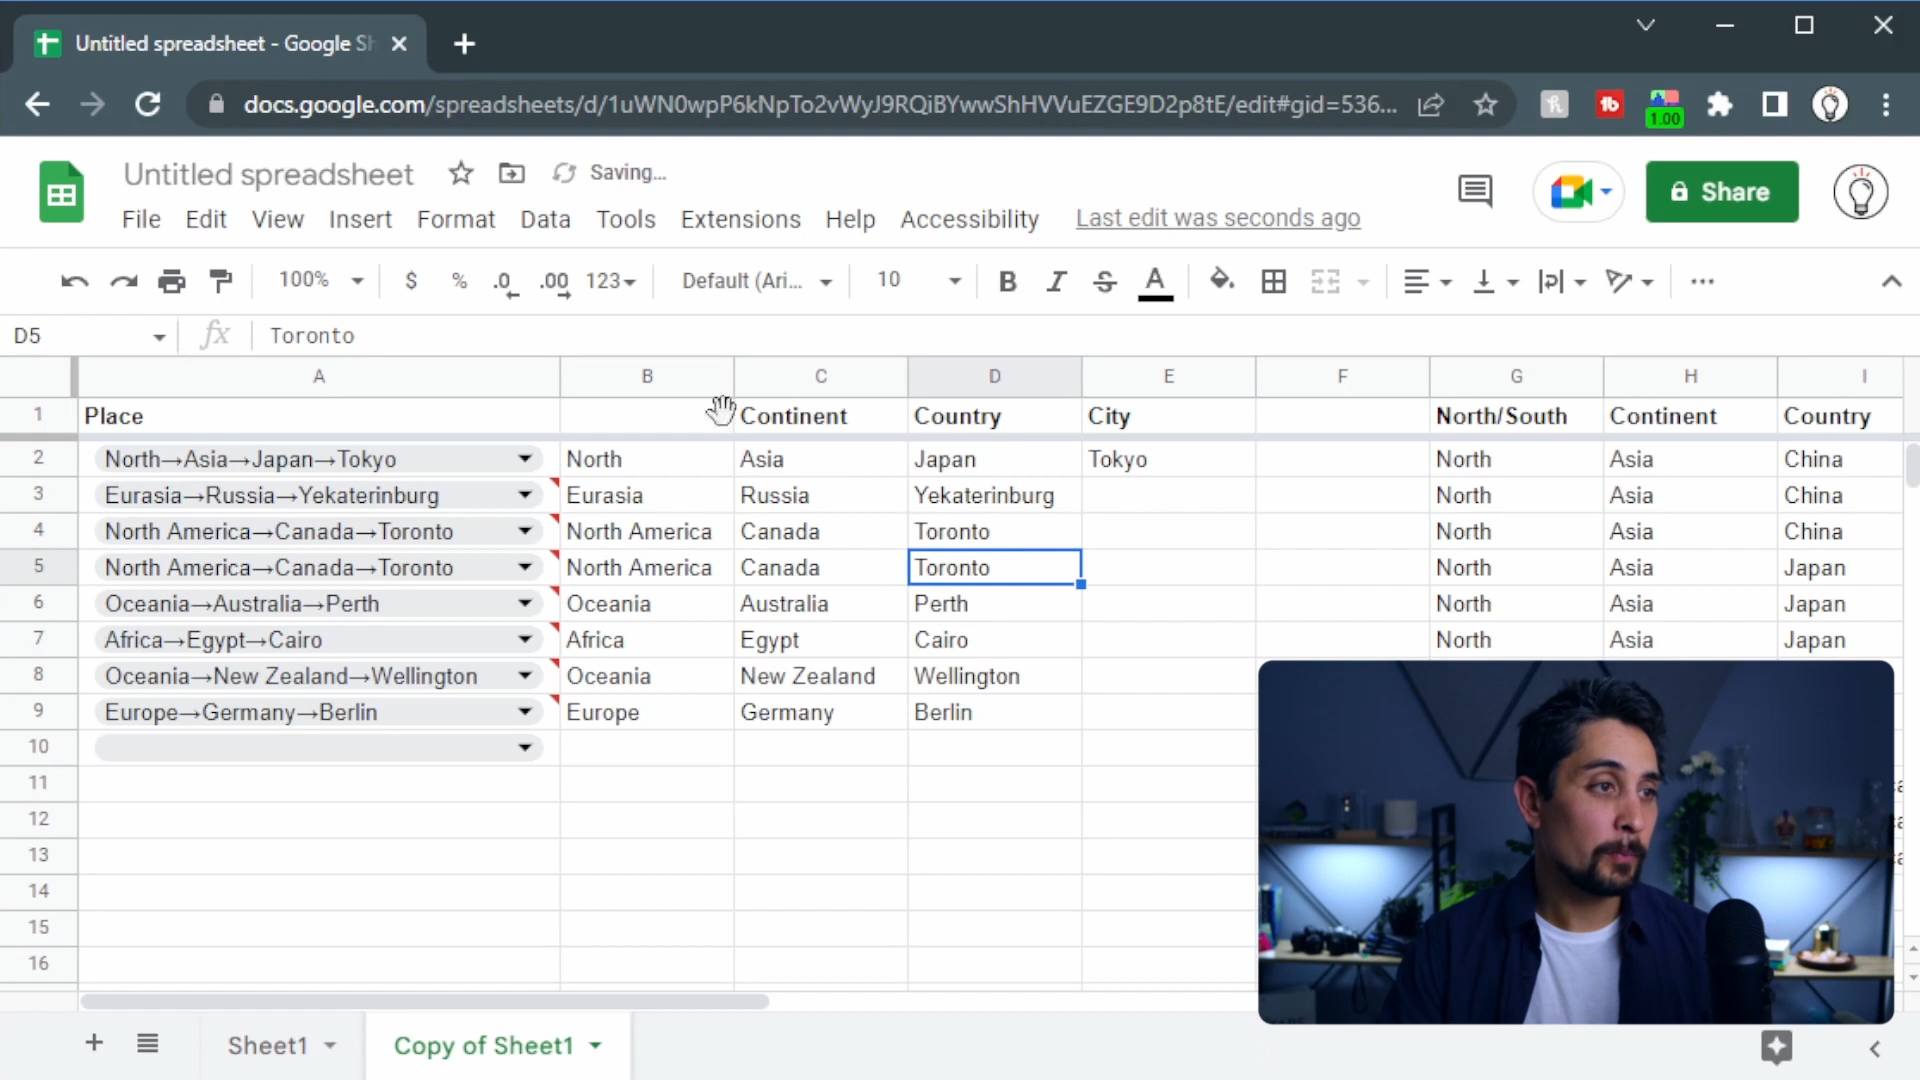 Untitled spreadsheet - Google Sh
docs.google.com/spreadsheets/d/1uWN0wpP6kNpTo2vWyJ9RQiBYwwShHVVuEZGE9D2p8tE/edit#gid=536...
1.00
Untitled spreadsheet
Saving...
Share
File Edit View Insert Format Data Tools Extensions Help Accessibility Last edit was seconds ago
100% $ % .0 .00 123 Default (Ari... 10 B I S A
D5 fx Toronto
A B C D E F G H I
1 Place Continent Country City North/South Continent Country
2 North→Asia→Japan→Tokyo North Asia Japan Tokyo North Asia China
3 Eurasia→Russia→Yekaterinburg Eurasia Russia Yekaterinburg North Asia China
4 North America→Canada→Toronto North America Canada Toronto North Asia China
5 North America→Canada→Toronto North America Canada Toronto North Asia Japan
6 Oceania→Australia→Perth Oceania Australia Perth North Asia Japan
7 Africa→Egypt→Cairo Africa Egypt Cairo North Asia Japan
8 Oceania→New Zealand→Wellington Oceania New Zealand Wellington
9 Europe→Germany→Berlin Europe Germany Berlin
10
11
12
13
14
15
16
Sheet1 Copy of Sheet1